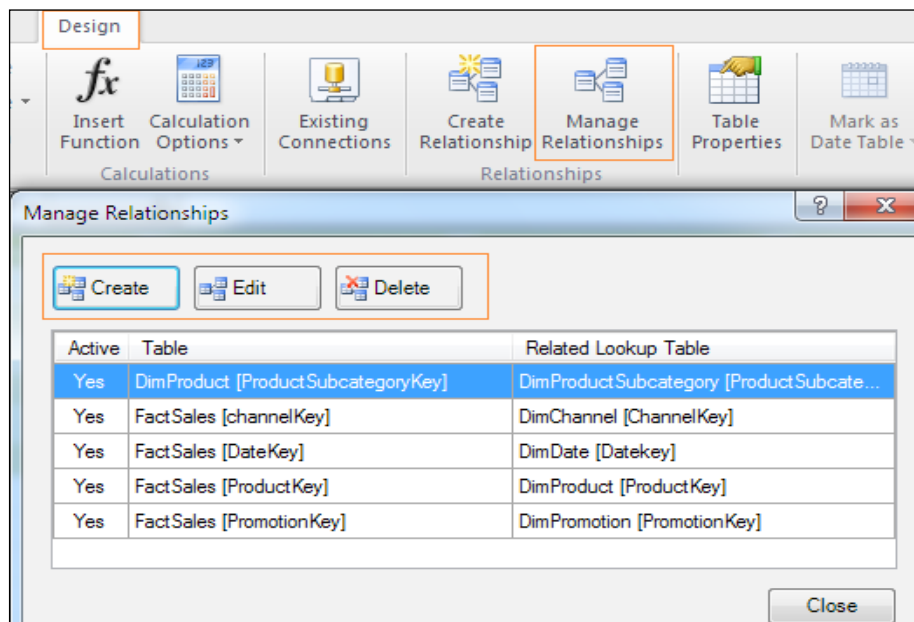 Design
fx
123
Insert Function
Calculation Options
Existing Connections
Create Relationship
Manage Relationships
Table Properties
Mark as Date Table
Calculations
Relationships
Manage Relationships
?
X
Create
Edit
Delete
Active Table Related Lookup Table
Yes DimProduct [ProductSubcategoryKey] DimProductSubcategory [ProductSubcate...
Yes FactSales [channelKey] DimChannel [ChannelKey]
Yes FactSales [DateKey] DimDate [Datekey]
Yes FactSales [ProductKey] DimProduct [ProductKey]
Yes FactSales [PromotionKey] DimPromotion [PromotionKey]
Close